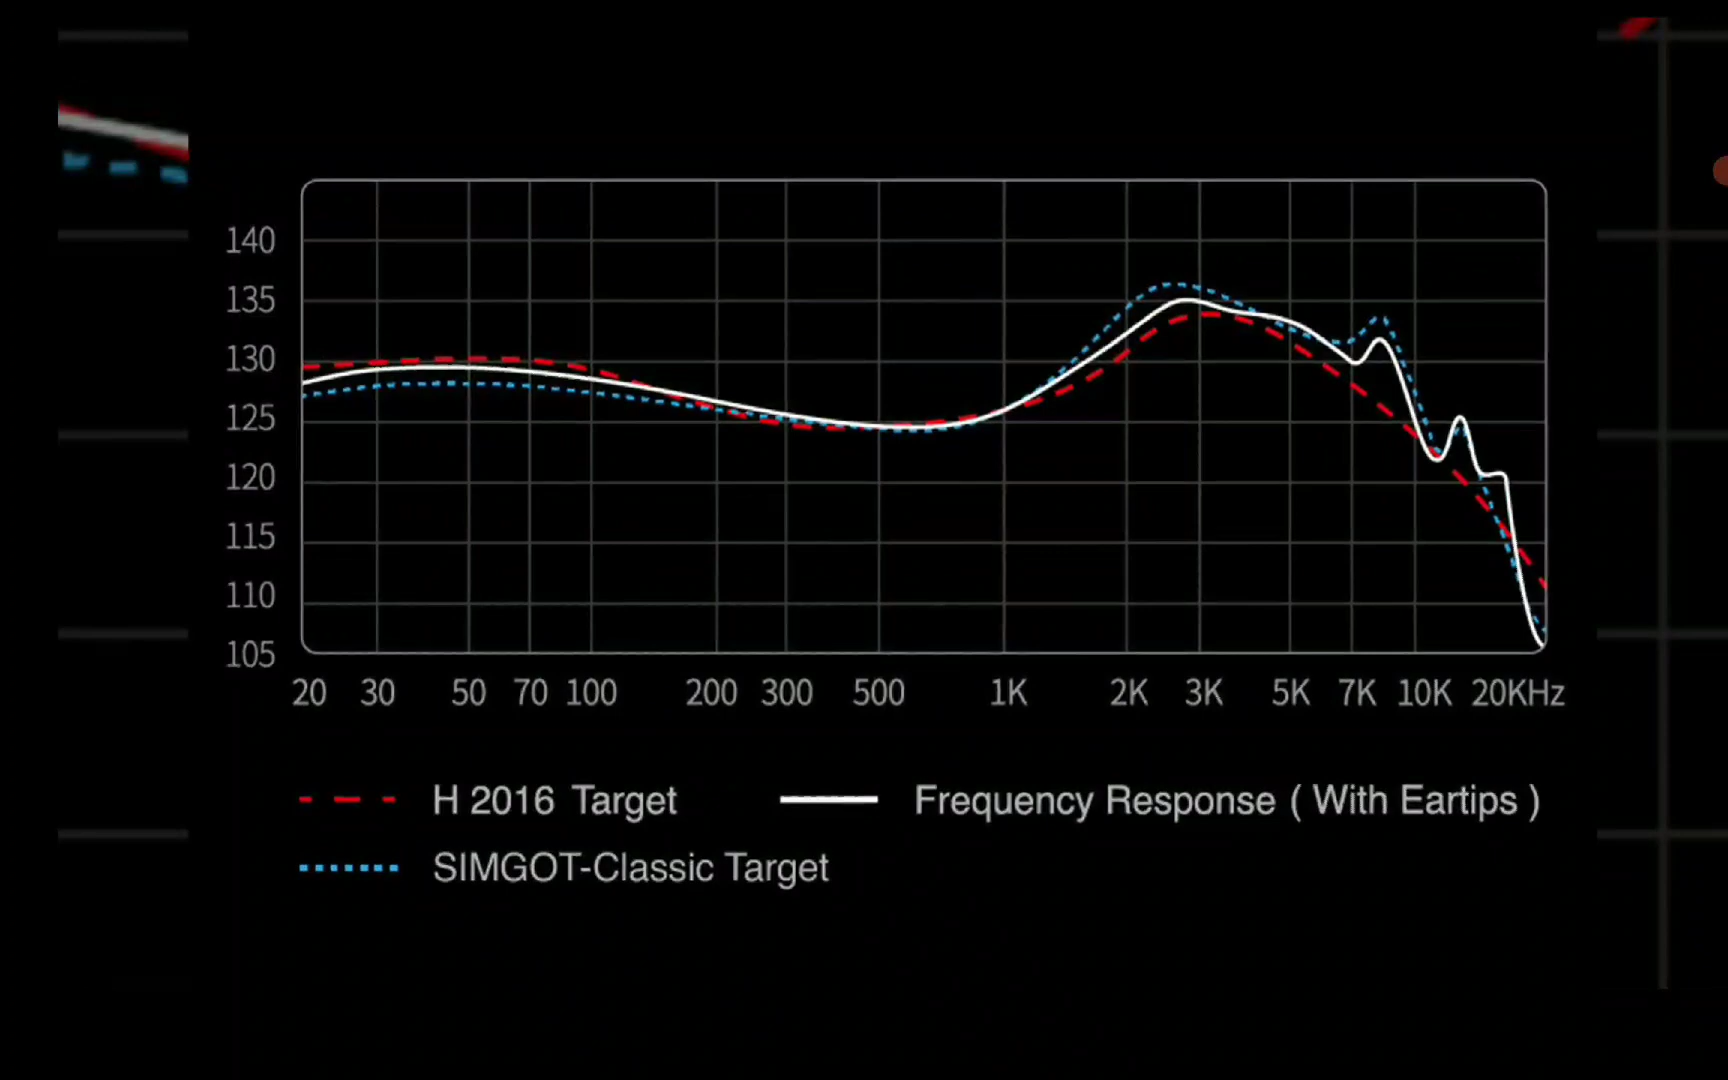 140
135
130
125
120
115
110
105
20 30 50 70 100 200 300 500 1K 2K 3K 5K 7K 10K 20KHz
H 2016 Target Frequency Response ( With Eartips )
SIMGOT-Classic Target